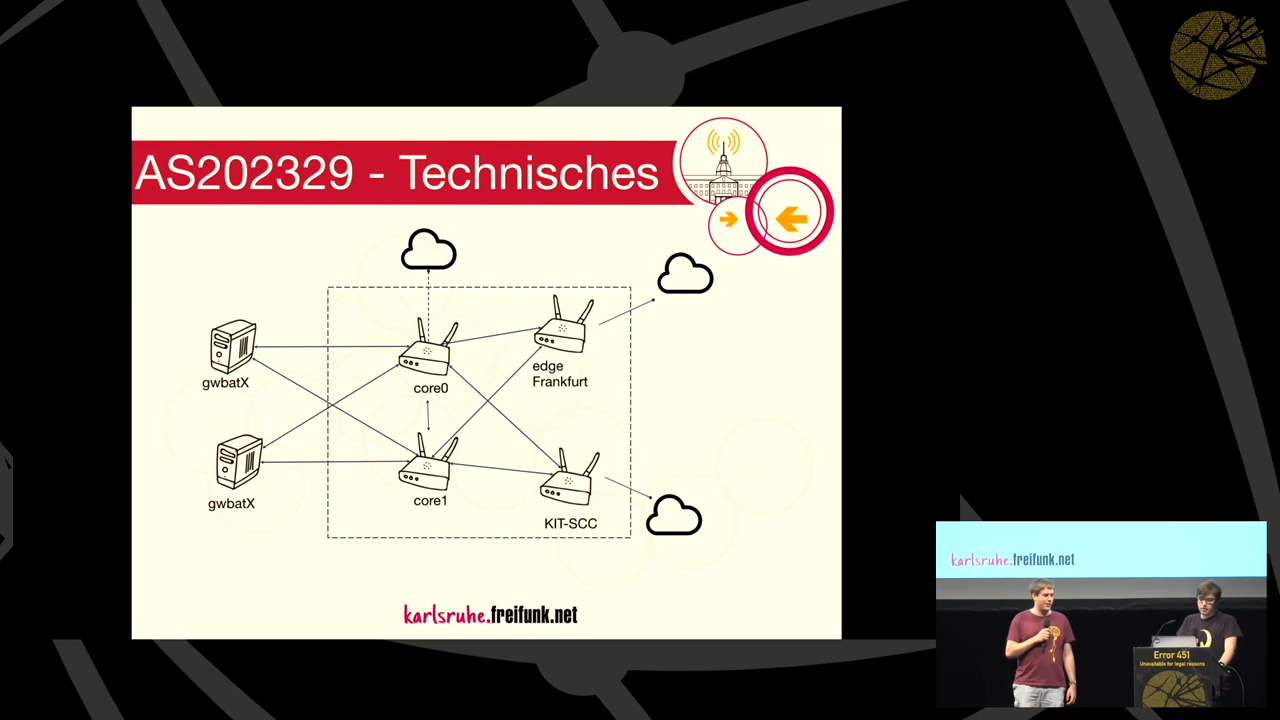 AS202329 - Technisches
gwbatX
core0
edge
Frankfurt
gwbatX
core1
KIT-SCC
karlsruhe.freifunk.net
karlsruhe.freifunk.net
Error 451
Unavailable for legal reasons